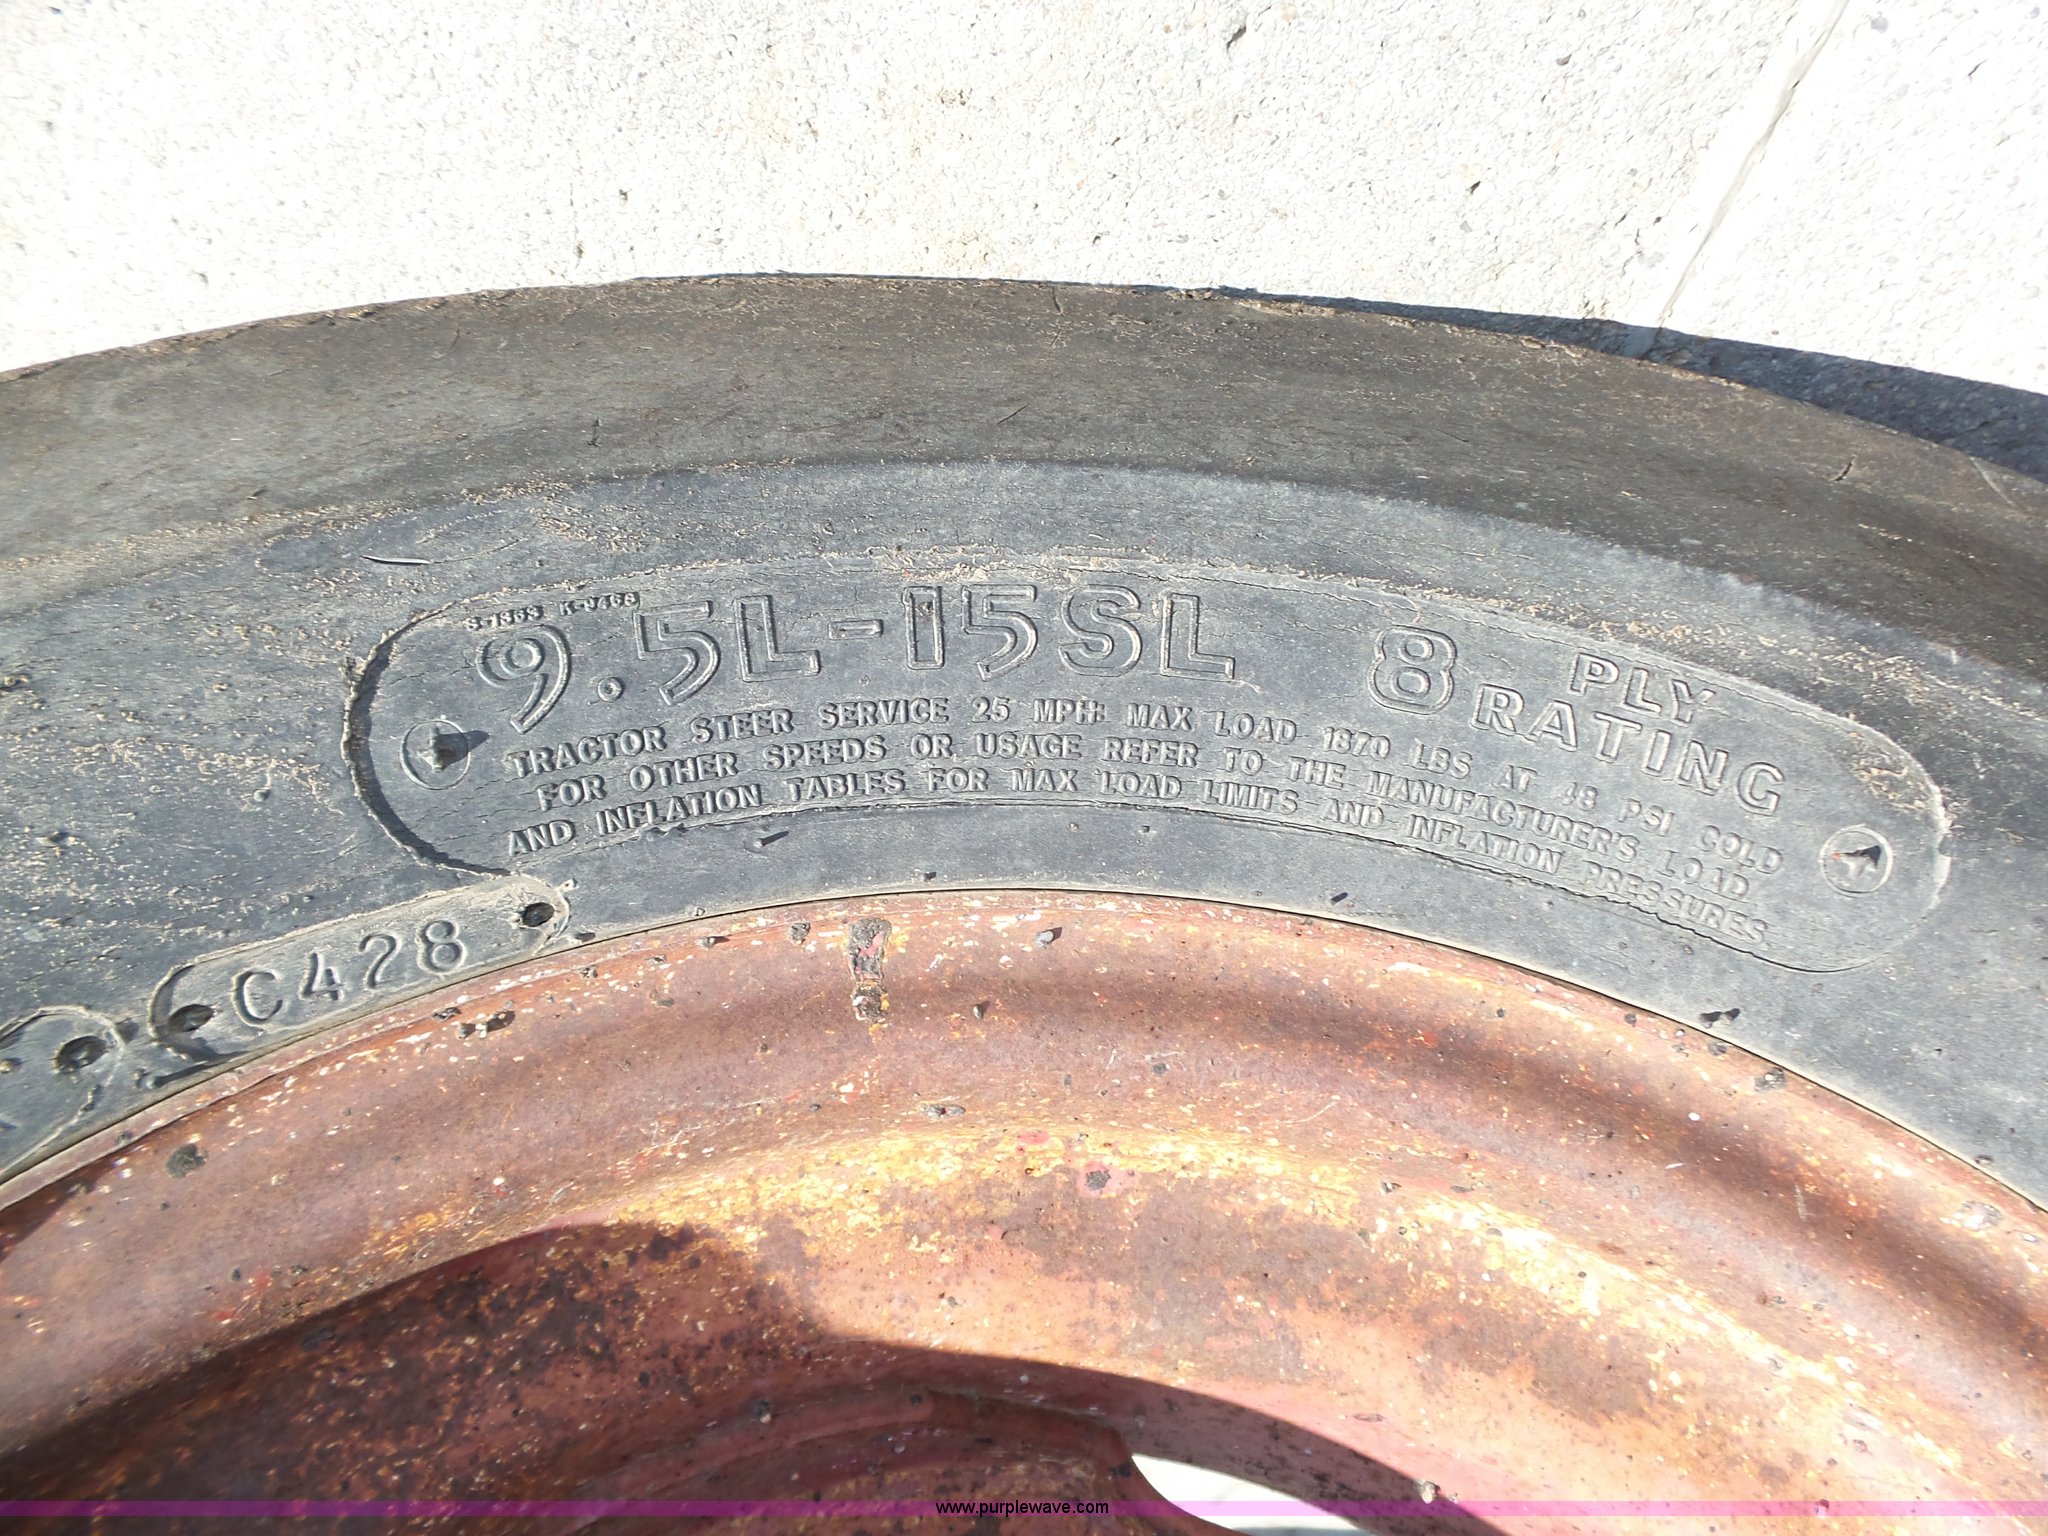 9.5L-15SL
8 PLY
RATING
TRACTOR STEER SERVICE 25 MPH: MAX LOAD 1870 LBS AT 48 PSI COLD
FOR OTHER SPEEDS OR USAGE REFER TO THE MANUFACTURER'S LOAD
AND INFLATION TABLES FOR MAX LOAD LIMITS AND INFLATION PRESSURES.
C428
www.purplewave.com